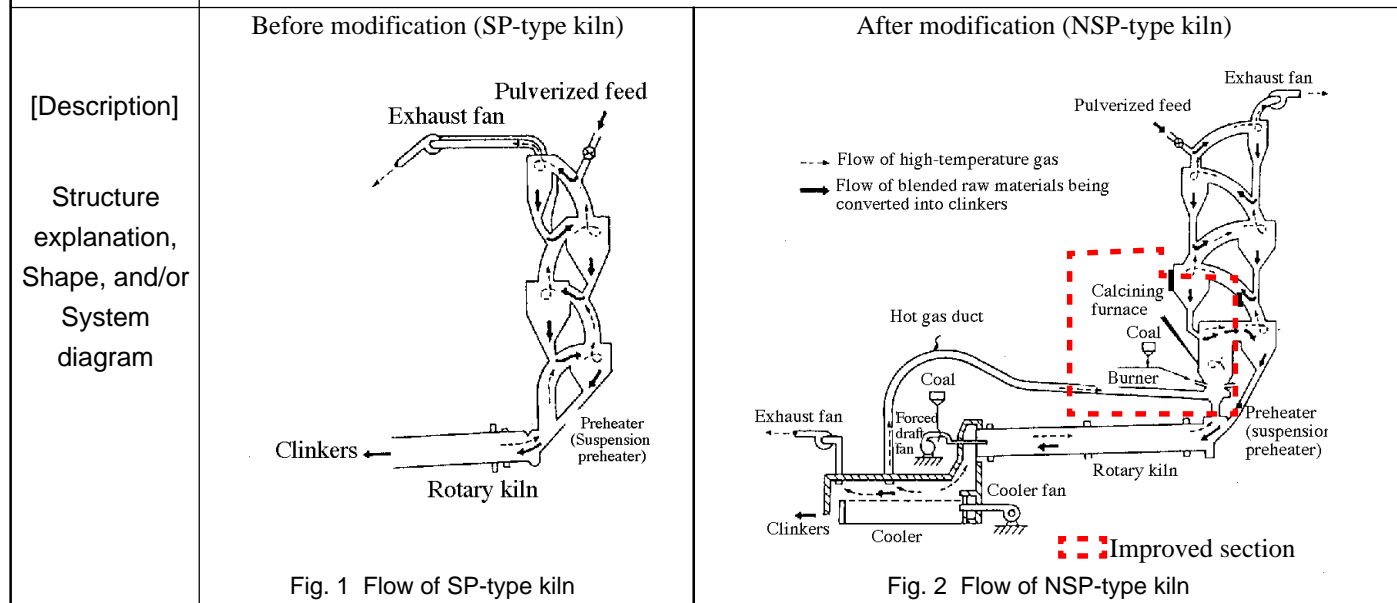 [Description]
Structure
explanation,
Shape, and/or
System
diagram
Before modification (SP-type kiln)
Pulverized feed
Exhaust fan
Preheater
(Suspension
preheater)
Clinkers
Rotary kiln
Fig. 1 Flow of SP-type kiln
After modification (NSP-type kiln)
Exhaust fan
Pulverized feed
Flow of high-temperature gas
Flow of blended raw materials being
converted into clinkers
Calcining
furnace
Hot gas duct
Coal
Coal
Burner
Exhaust fan
Forced
draft
fan
Preheater
(suspension
preheater)
Rotary kiln
Cooler fan
Clinkers
Cooler
Improved section
Fig. 2 Flow of NSP-type kiln